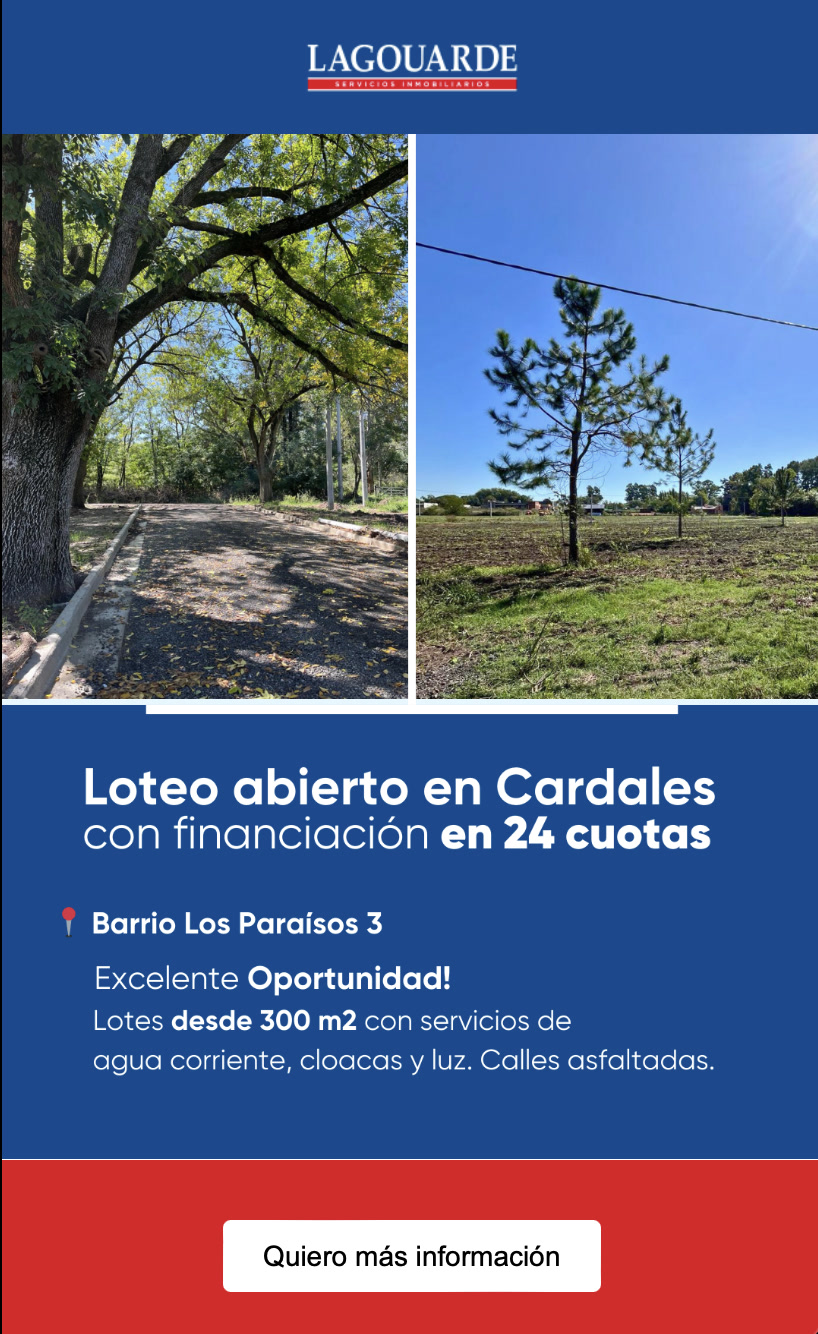 LAGOUARDE
SERVICIOS INMOBILIARIOS
Loteo abierto en Cardales
con financiación en 24 cuotas
Barrio Los Paraísos 3
Excelente Oportunidad!
Lotes desde 300 m2 con servicios de
agua corriente, cloacas y luz. Calles asfaltadas.
Quiero más información